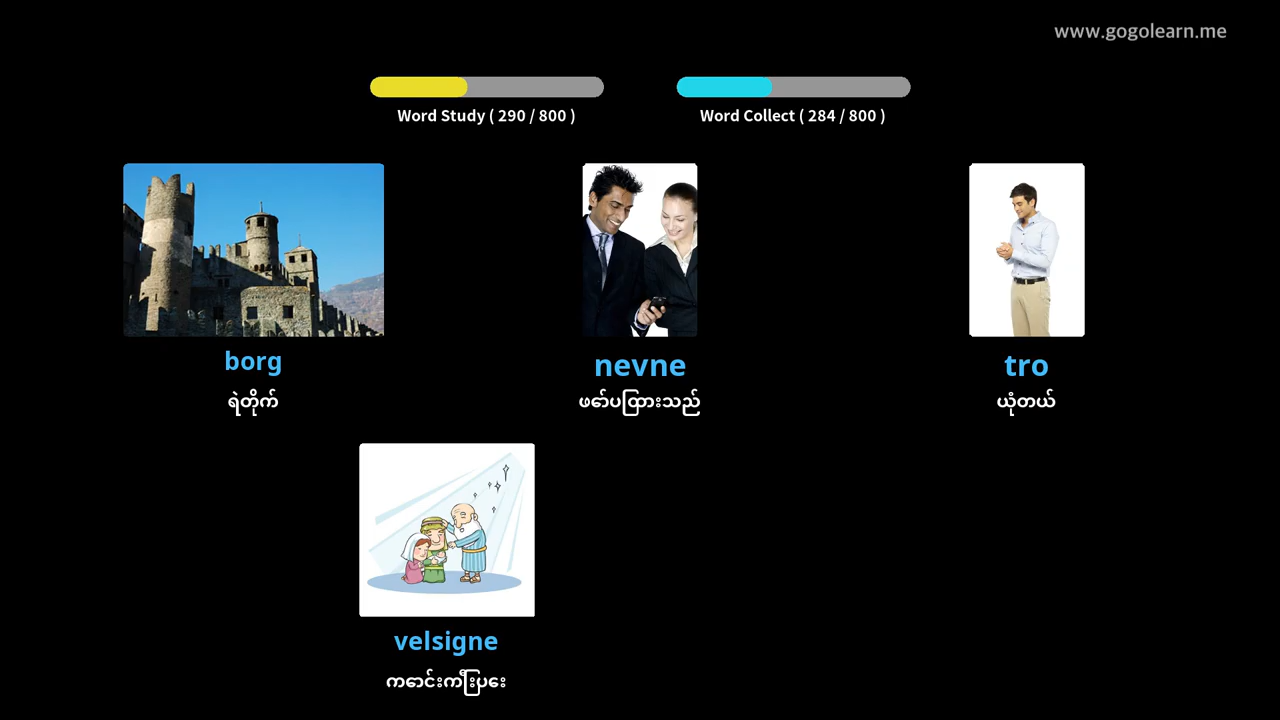 www.gogolearn.me
Word Study ( 290 / 800 )
Word Collect ( 284 / 800 )
borg
nevne
tro
ရဲတိုက်
ဖော်ပြထားသည်
ယုံတယ်
velsigne
ကောင်းကြီးပေး